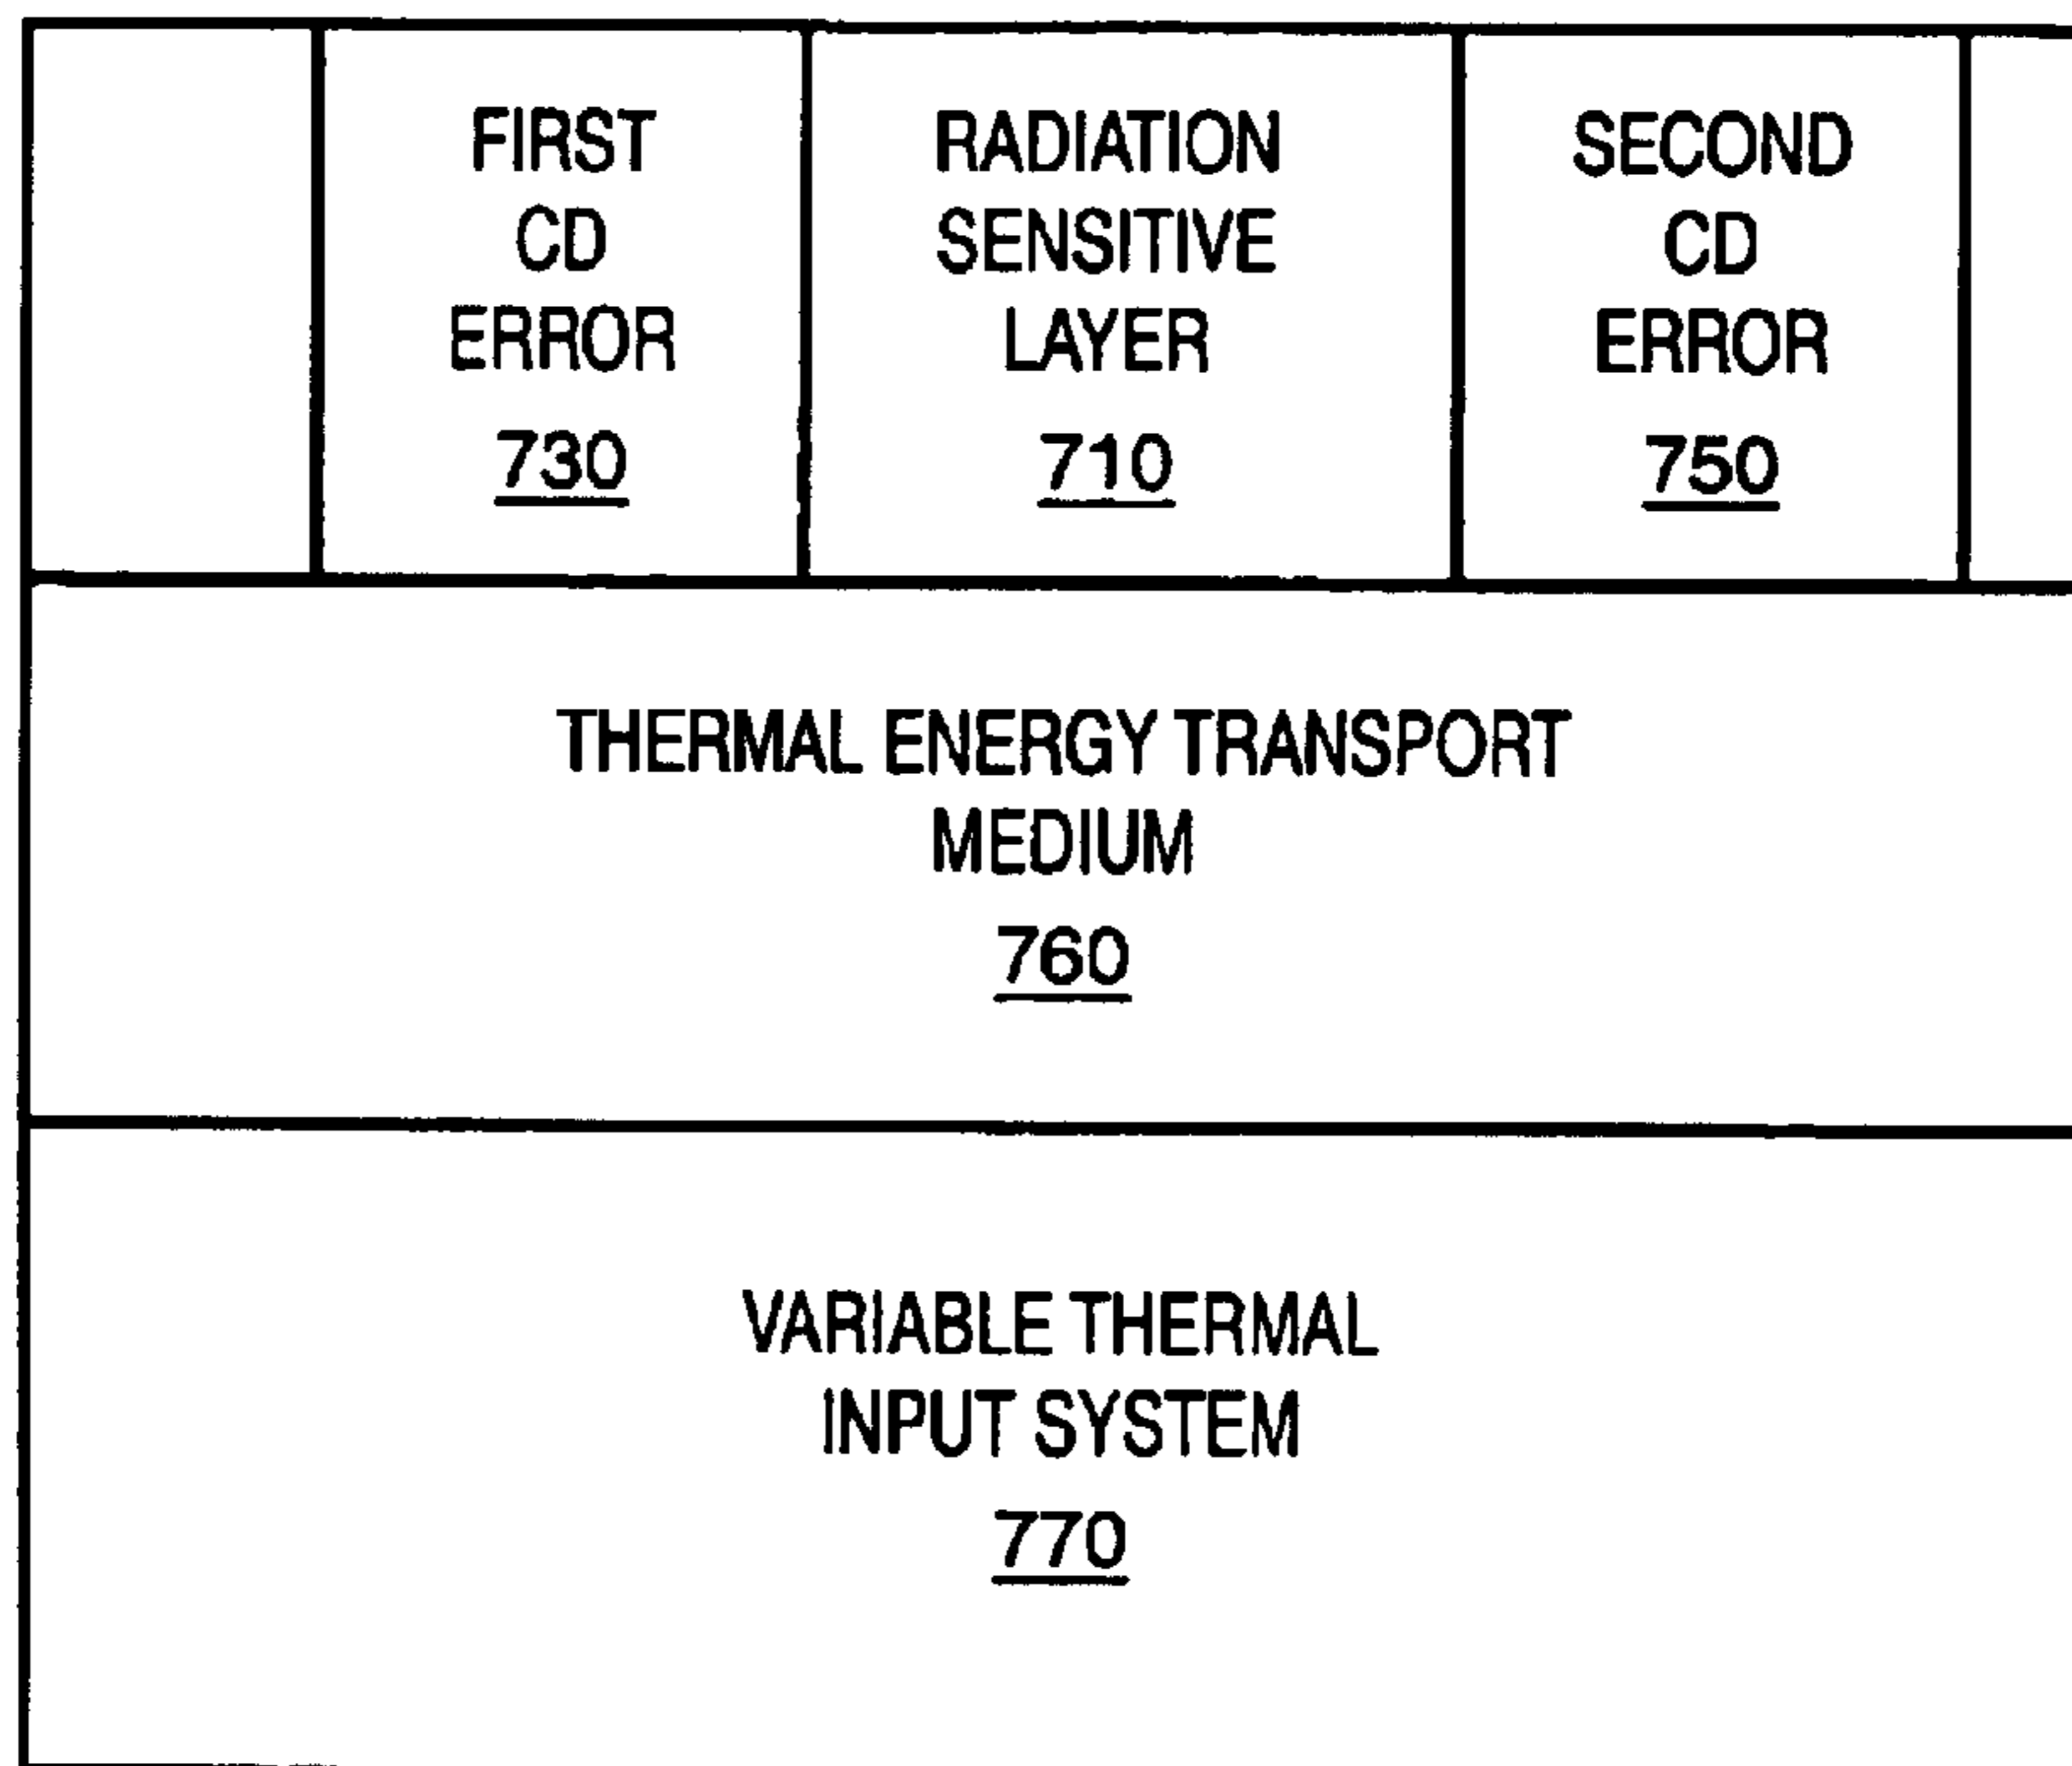 FIRST
CD
ERROR
730
RADIATION
SENSITIVE
LAYER
710
SECOND
CD
ERROR
750
THERMAL ENERGY TRANSPORT
MEDIUM
760
VARIABLE THERMAL
INPUT SYSTEM
770